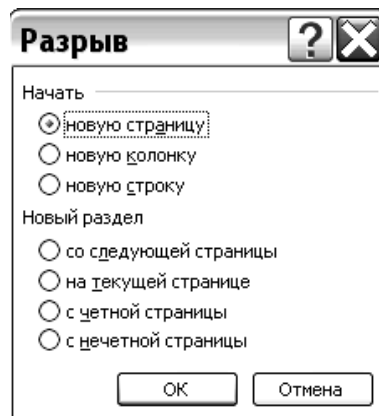 Разрыв ?
Начать
новую страницу
новую колонку
новую строку
Новый раздел
со следующей страницы
на текущей странице
с четной страницы
с нечетной страницы
ОК Отмена